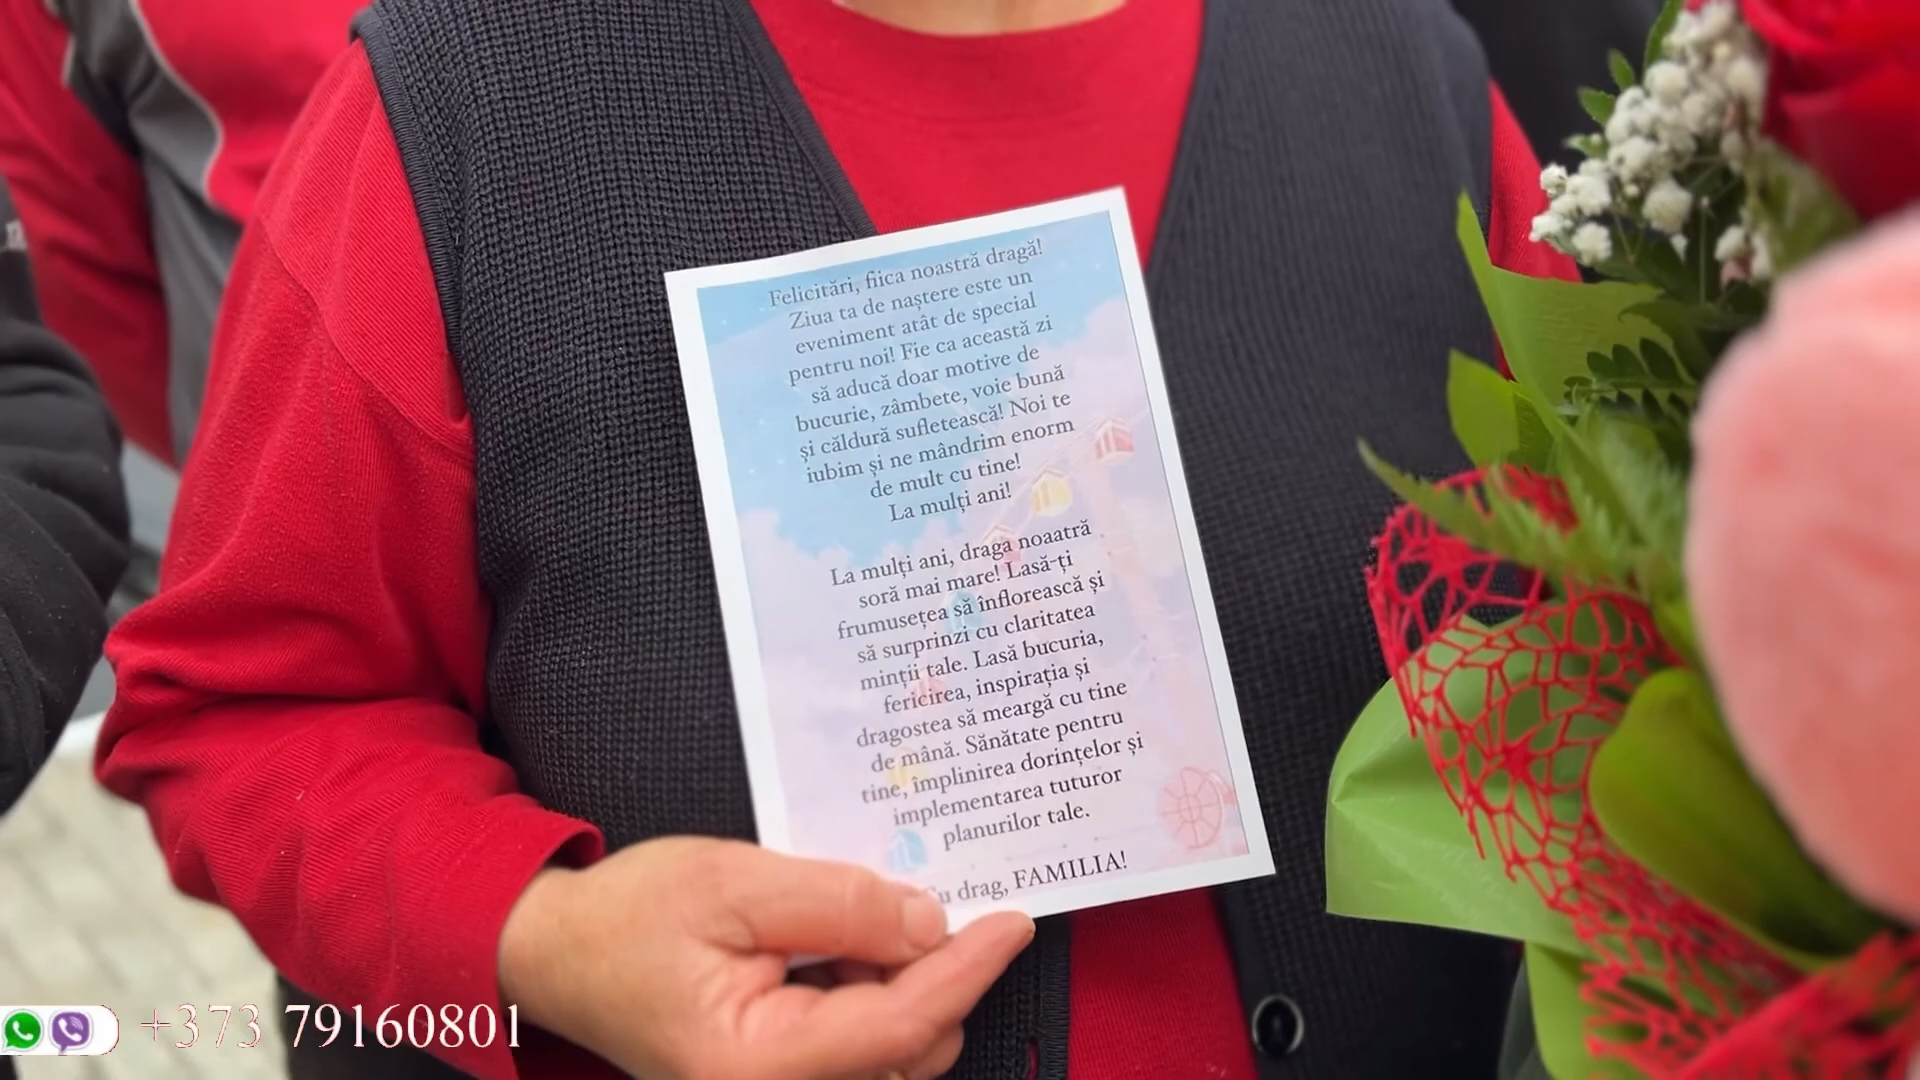 Felicitări, fiica noastră dragă!
Ziua ta de naștere este un
eveniment atât de special
pentru noi! Fie ca această zi
să aducă doar motive de
bucurie, zâmbete, voie bună
și căldură sufletească! Noi te
iubim și ne mândrim enorm
de mult cu tine!
La mulți ani!
La mulți ani, draga noaatră
soră mai mare! Lasă-ți
frumusețea să înflorească și
să surprinzi cu claritatea
minții tale. Lasă bucuria,
fericirea, inspirația și
dragostea să meargă cu tine
de mână. Sănătate pentru
tine, împlinirea dorințelor și
implementarea tuturor
planurilor tale.
Cu drag, FAMILIA!
+373 79160801